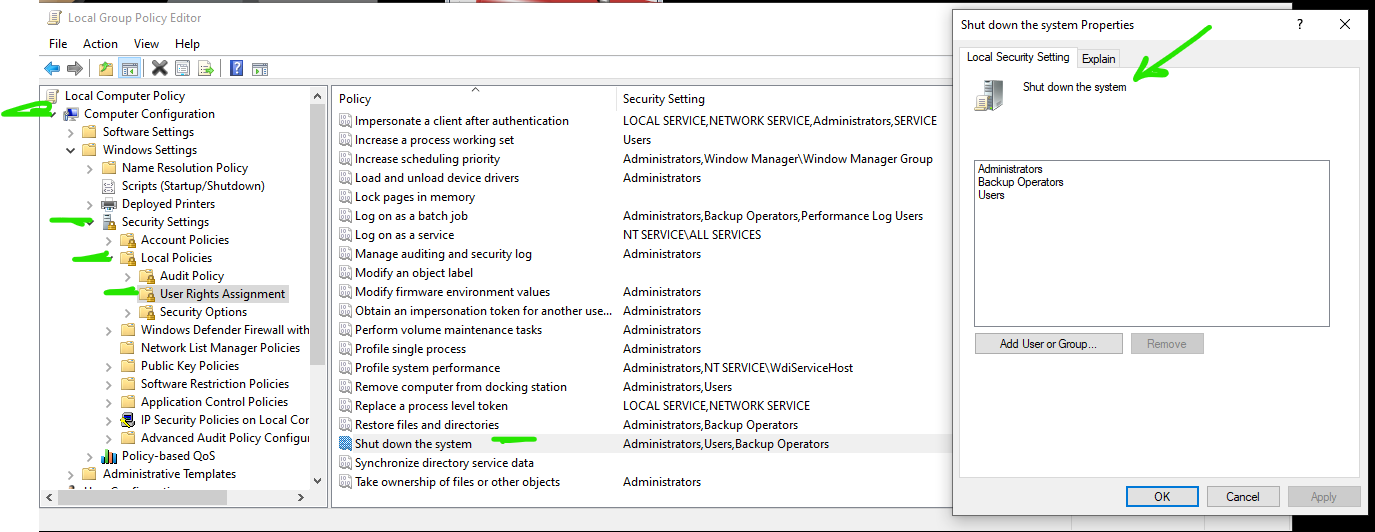 Local Group Policy Editor
File Action View Help
Local Computer Policy
Computer Configuration
Software Settings
Windows Settings
Name Resolution Policy
Scripts (Startup/Shutdown)
Deployed Printers
Security Settings
Account Policies
Local Policies
Audit Policy
User Rights Assignment
Security Options
Windows Defender Firewall with
Network List Manager Policies
Public Key Policies
Software Restriction Policies
Application Control Policies
IP Security Policies on Local Cor
Advanced Audit Policy Configur
Policy-based QoS
Administrative Templates
Policy Security Setting
Impersonate a client after authentication LOCAL SERVICE,NETWORK SERVICE,Administrators,SERVICE
Increase a process working set Users
Increase scheduling priority Administrators,Window Manager\Window Manager Group
Load and unload device drivers Administrators
Lock pages in memory
Log on as a batch job Administrators,Backup Operators,Performance Log Users
Log on as a service NT SERVICE\ALL SERVICES
Manage auditing and security log Administrators
Modify an object label
Modify firmware environment values Administrators
Obtain an impersonation token for another use... Administrators
Perform volume maintenance tasks Administrators
Profile single process Administrators
Profile system performance Administrators,NT SERVICE\WdiServiceHost
Remove computer from docking station Administrators,Users
Replace a process level token LOCAL SERVICE,NETWORK SERVICE
Restore files and directories Administrators,Backup Operators
Shut down the system Administrators,Users,Backup Operators
Synchronize directory service data
Take ownership of files or other objects Administrators
Shut down the system Properties ? X
Local Security Setting Explain
Shut down the system
Administrators
Backup Operators
Users
Add User or Group... Remove
OK Cancel Apply